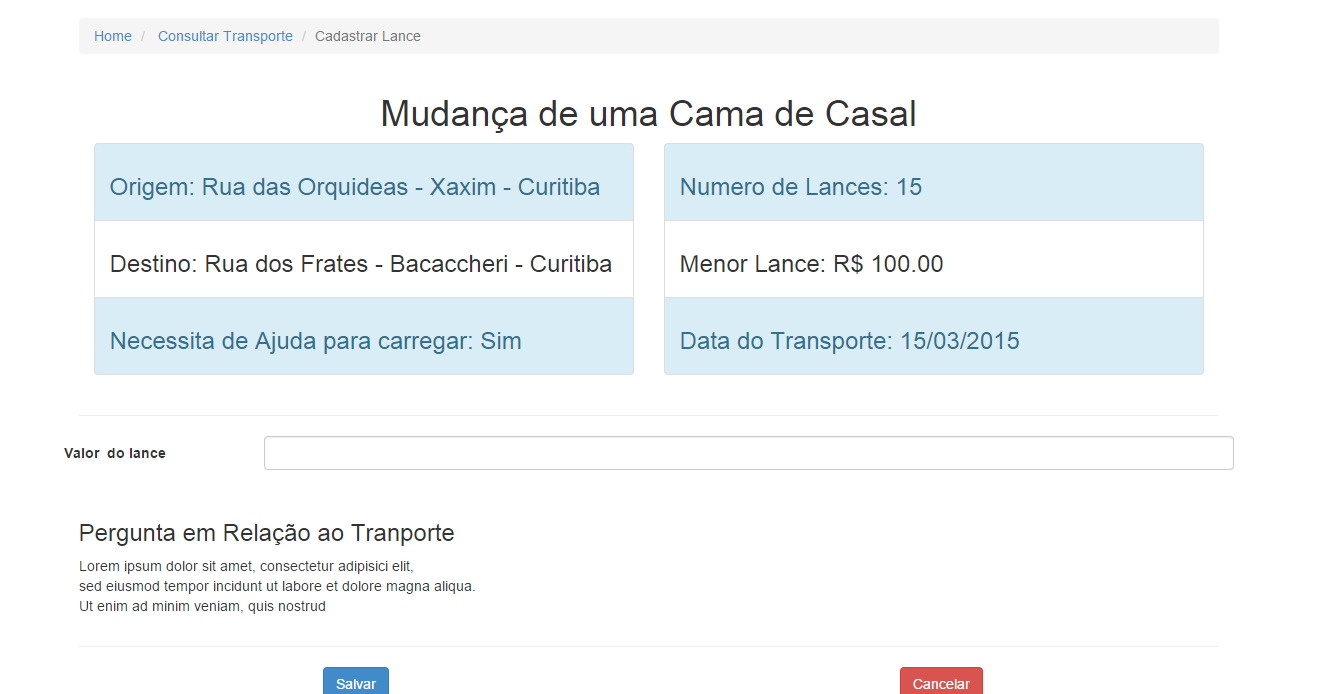 Home / Consultar Transporte / Cadastrar Lance
Mudança de uma Cama de Casal
Origem: Rua das Orquideas - Xaxim - Curitiba
Destino: Rua dos Frates - Bacaccheri - Curitiba
Necessita de Ajuda para carregar: Sim
Numero de Lances: 15
Menor Lance: R$ 100.00
Data do Transporte: 15/03/2015
Valor do lance
Pergunta em Relação ao Tranporte
Lorem ipsum dolor sit amet, consectetur adipisici elit,
sed eiusmod tempor incidunt ut labore et dolore magna aliqua.
Ut enim ad minim veniam, quis nostrud
Salvar
Cancelar